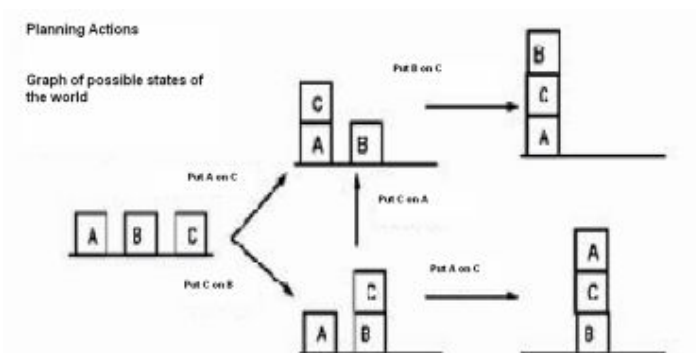 Planning Actions
Graph of possible states of
the world
Put B on C
B
C
A
C
A B
Put A on C
Put C on A
A B C
Put C on B
Put A on C
A
C
B
C
A B